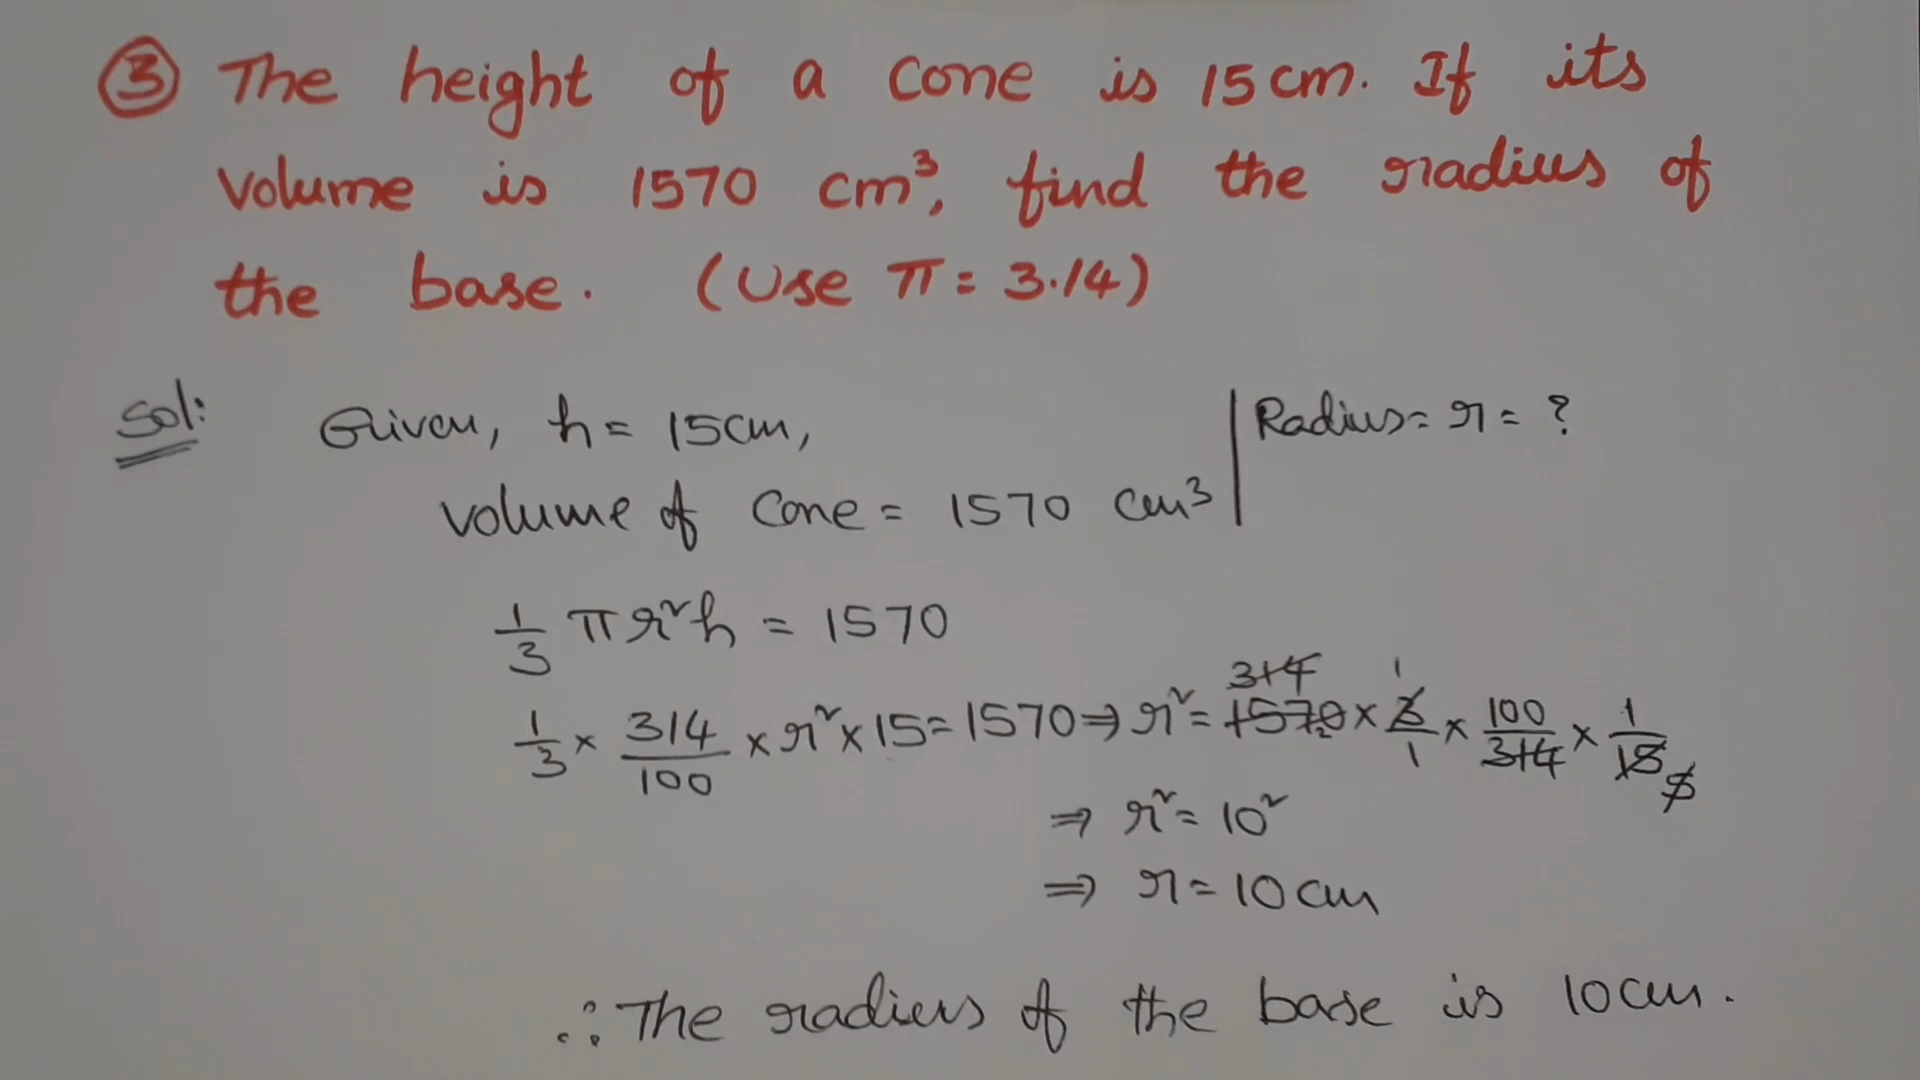 ③ The height of a cone is 15 cm. If its
volume is 1570 cm³, find the radius of
the base. (Use π = 3.14)
Sol: Given, h = 15cm, | Radius = r = ?
volume of Cone = 1570 cm³
1/3 πr²h = 1570
1/3 × 314/100 × r² × 15 = 1570 ⇒ r² = 1570 × 3/1 × 100/314 × 1/15
314 1 5
⇒ r² = 10²
⇒ r = 10 cm
∴ The radius of the base is 10 cm.